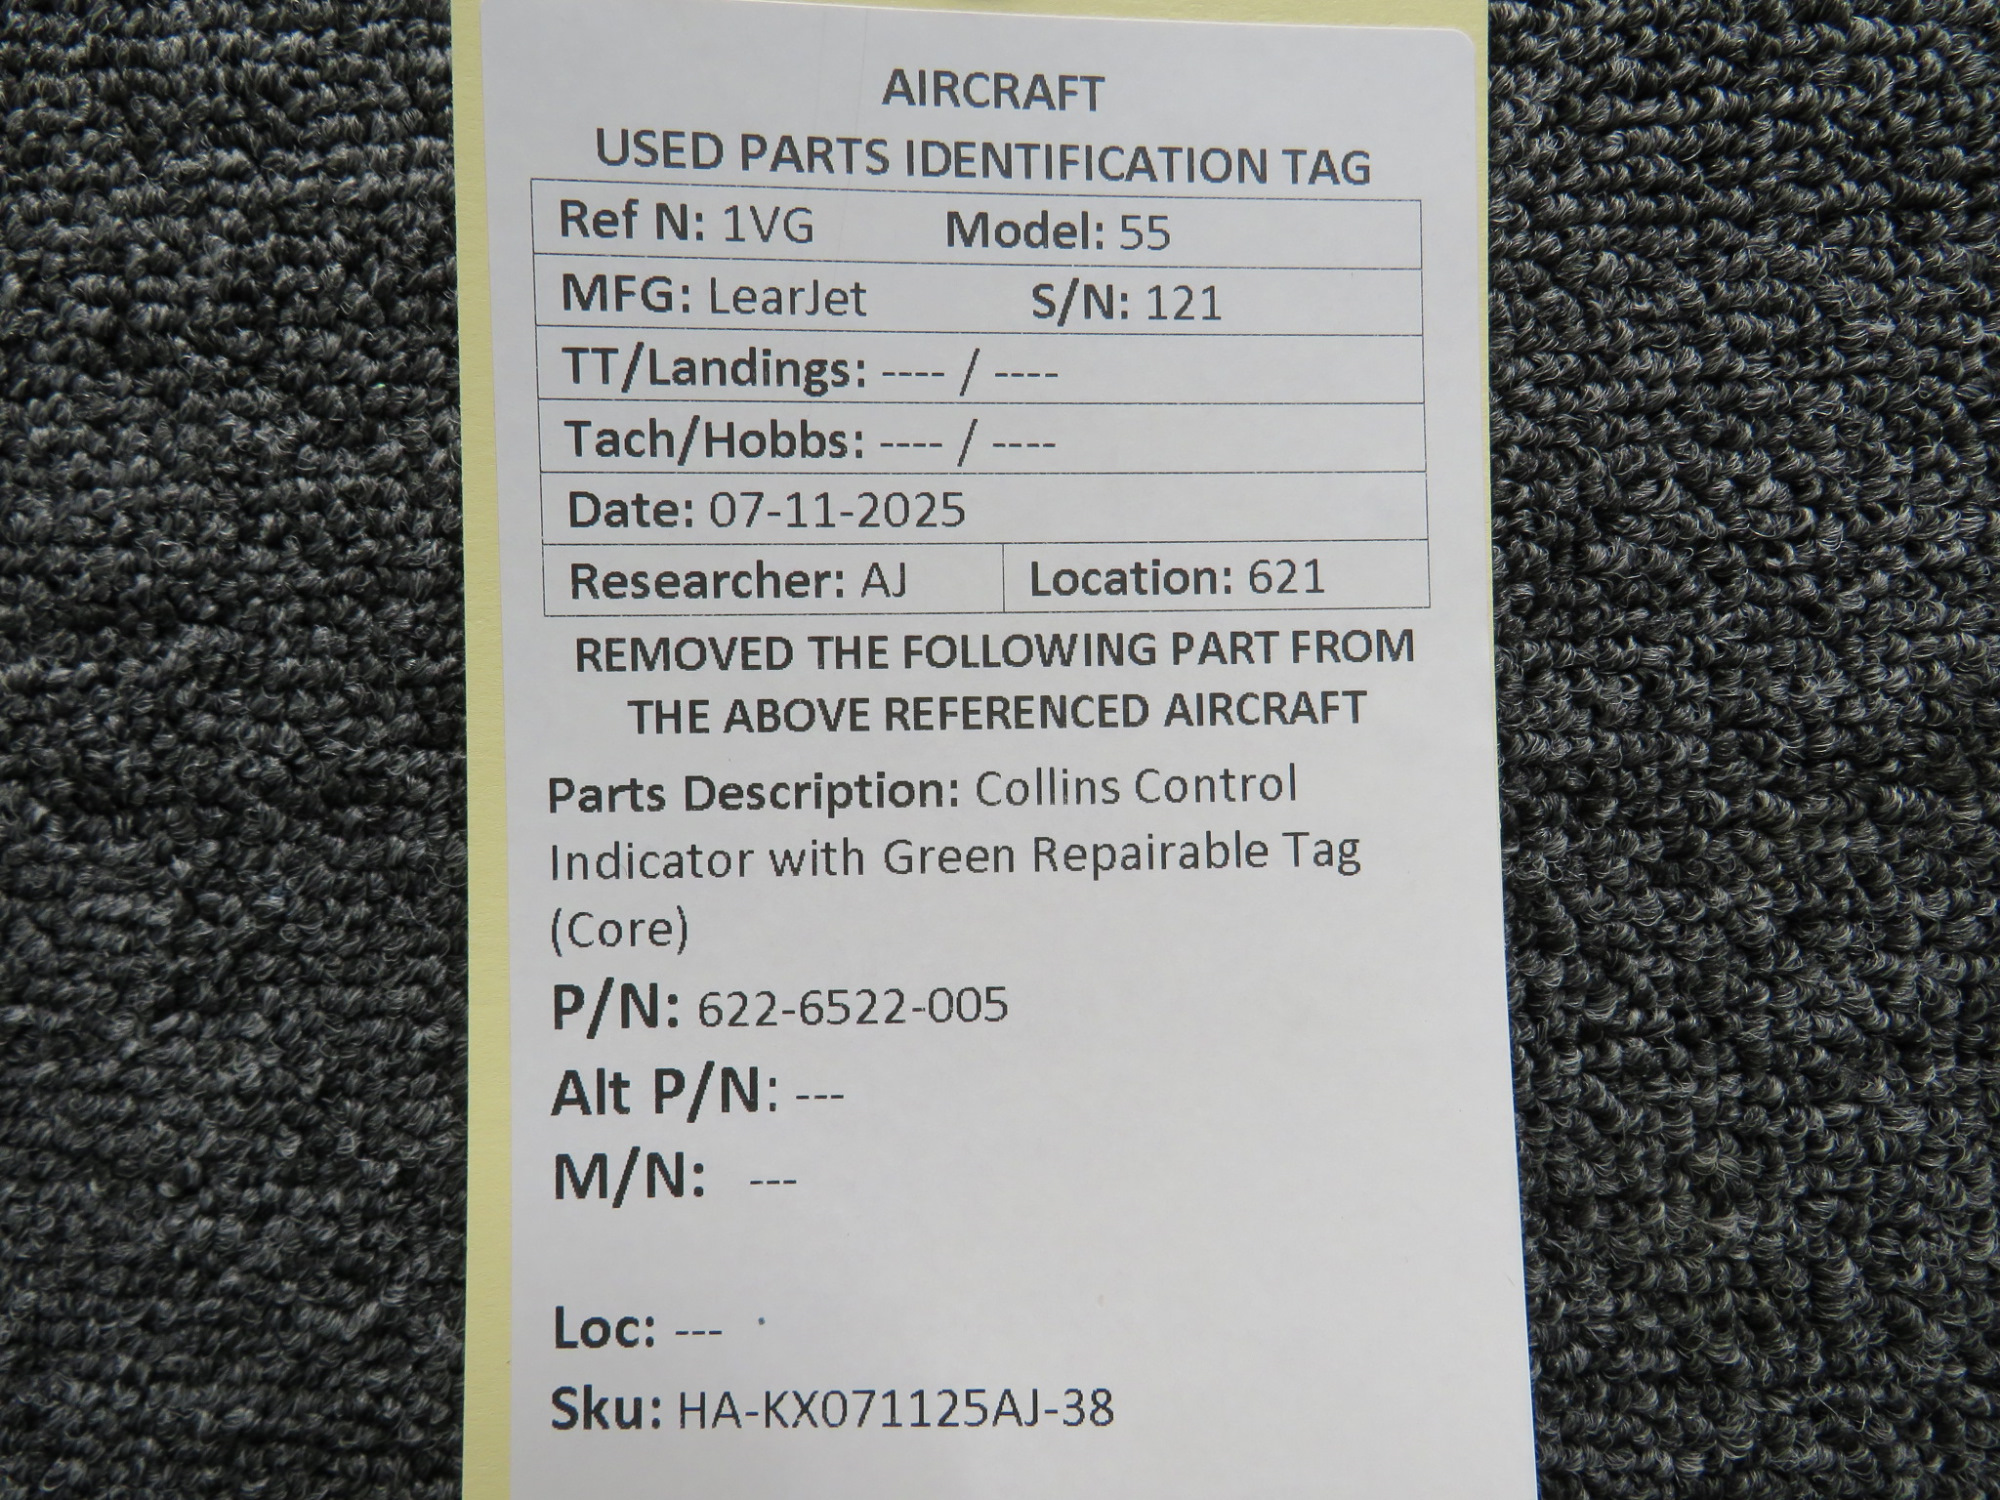 AIRCRAFT
USED PARTS IDENTIFICATION TAG
Ref N: 1VG Model: 55
MFG: LearJet S/N: 121
TT/Landings: ---- / ----
Tach/Hobbs: ---- / ----
Date: 07-11-2025
Researcher: AJ Location: 621
REMOVED THE FOLLOWING PART FROM
THE ABOVE REFERENCED AIRCRAFT
Parts Description: Collins Control
Indicator with Green Repairable Tag
(Core)
P/N: 622-6522-005
Alt P/N: ---
M/N: ---
Loc: ---
Sku: HA-KX071125AJ-38